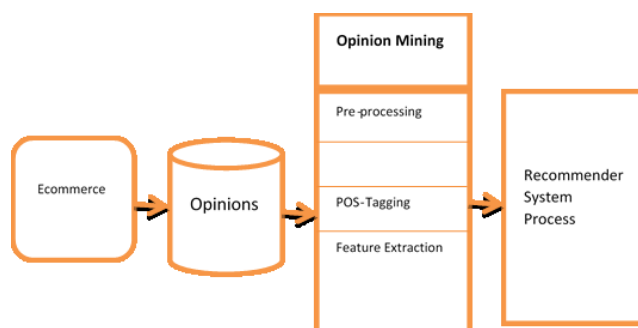 Ecommerce
Opinions
Opinion Mining
Pre-processing
POS-Tagging
Feature Extraction
Recommender
System
Process